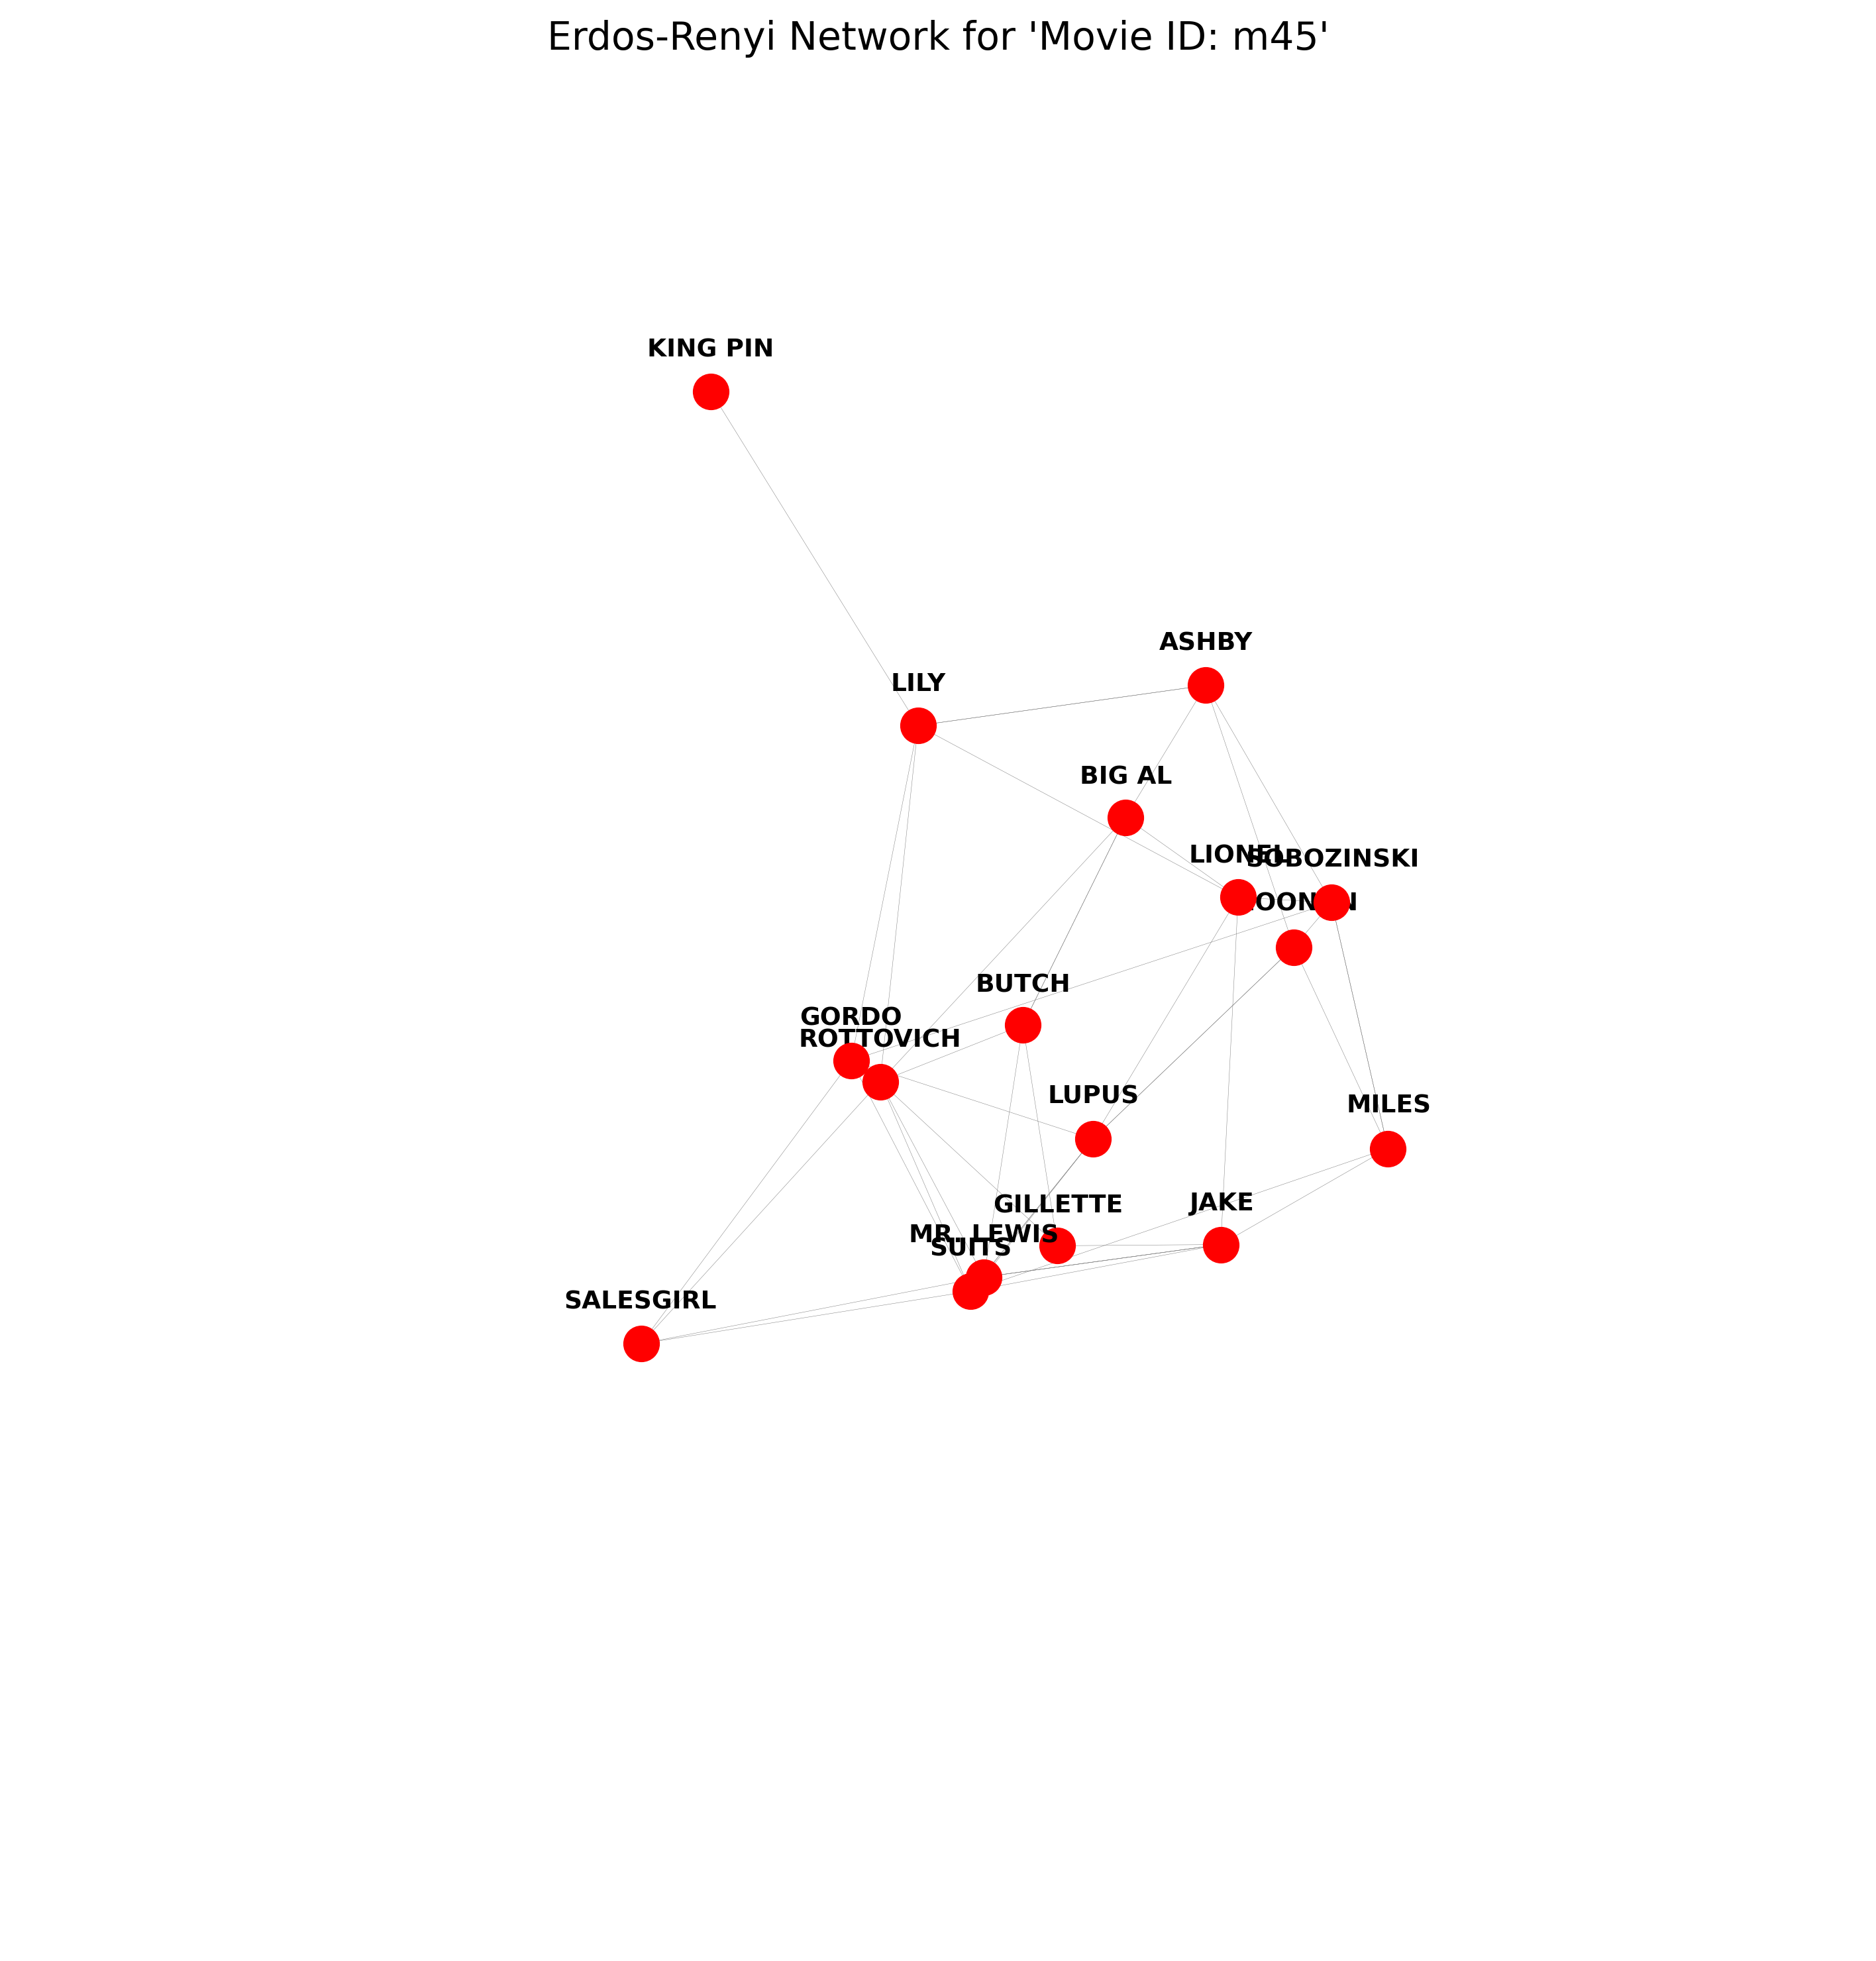 Erdos-Renyi Network for 'Movie ID: m45'
KING PIN
ASHBY
LILY
BIG AL
LIONEL
SOBOZINSKI
BUTCH
GORDO
ROTTOVICH
LUPUS
MILES
GILLETTE
JAKE
MR. LEWIS
SUITS
SALESGIRL